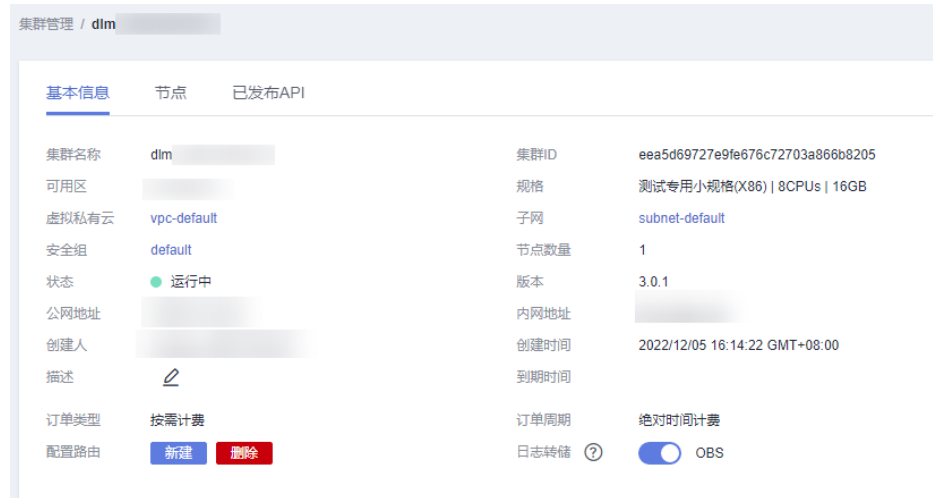 集群管理 / dlm
基本信息 节点 已发布API
集群名称 dlm 集群ID eea5d69727e9fe676c72703a866b8205
可用区 规格 测试专用小规格(X86) | 8CPUs | 16GB
虚拟私有云 vpc-default 子网 subnet-default
安全组 default 节点数量 1
状态 运行中 版本 3.0.1
公网地址 内网地址
创建人 创建时间 2022/12/05 16:14:22 GMT+08:00
描述 到期时间
订单类型 按需计费 订单周期 绝对时间计费
配置路由 新建 删除 日志转储 ? OBS